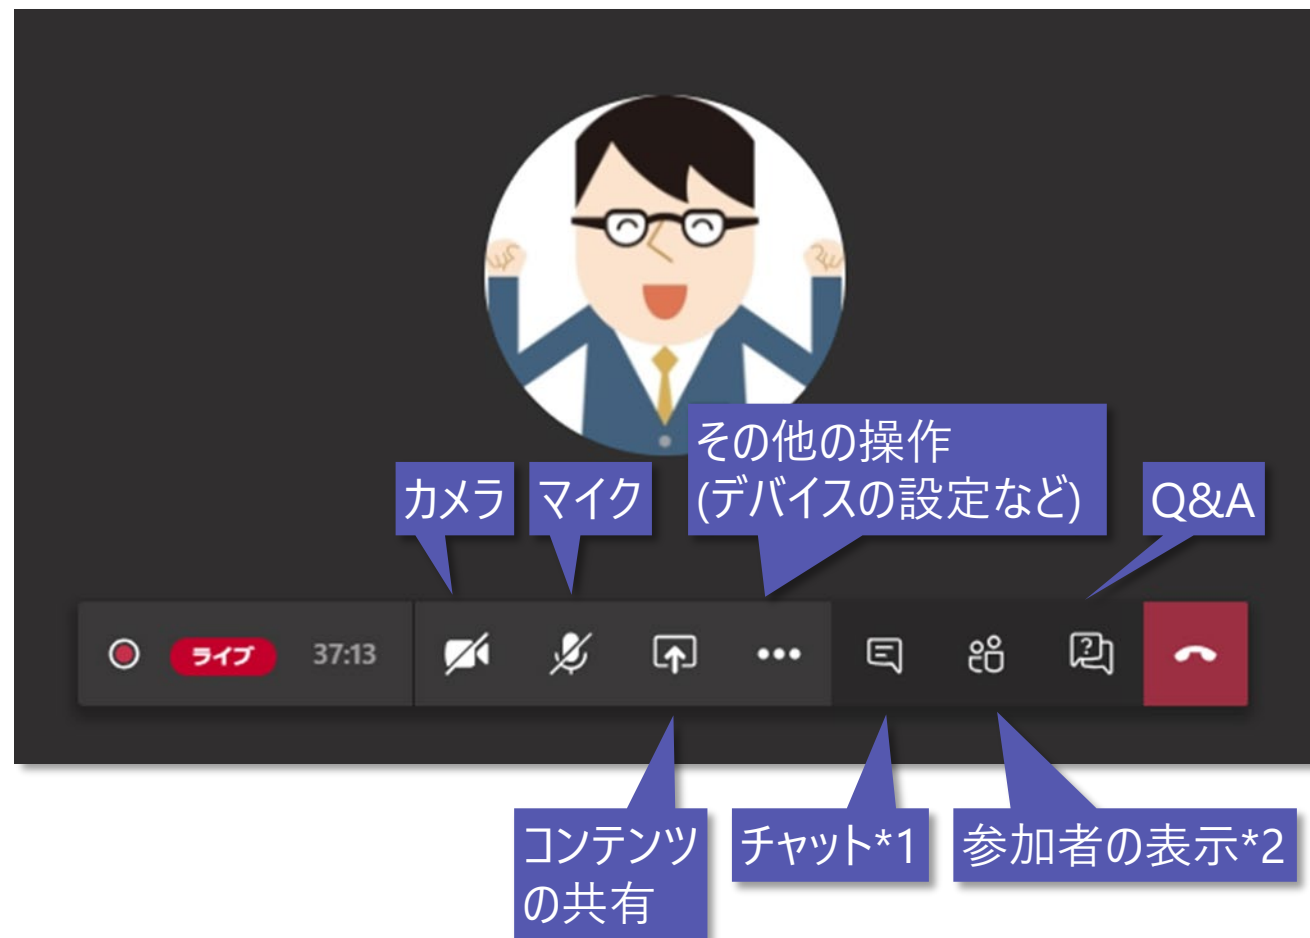 その他の操作
(デバイスの設定など)
カメラ
マイク
Q&A
ライブ
37:13
コンテンツ
の共有
チャット*1
参加者の表示*2